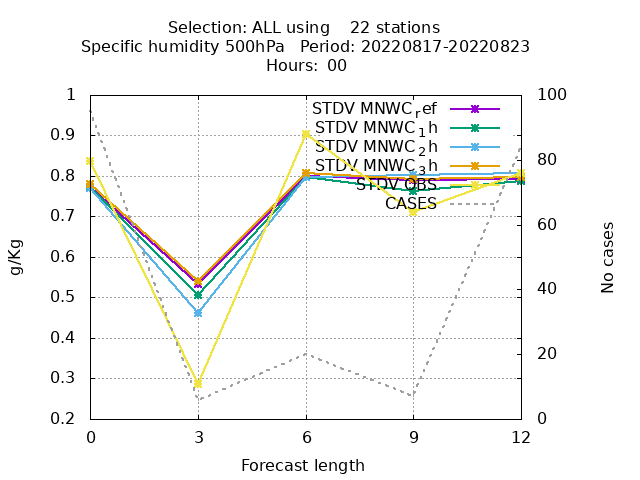 Selection: ALL using 22 stations
Specific humidity 500hPa Period: 20220817-20220823
Hours: 00
STDV MNWC_ref
STDV MNWC_1h
STDV MNWC_2h
STDV MNWC_3h
STDV OBS
CASES
1
0.9
0.8
0.7
0.6
0.5
0.4
0.3
0.2
g/Kg
100
80
60
40
20
0
No cases
0 3 6 9 12
Forecast length